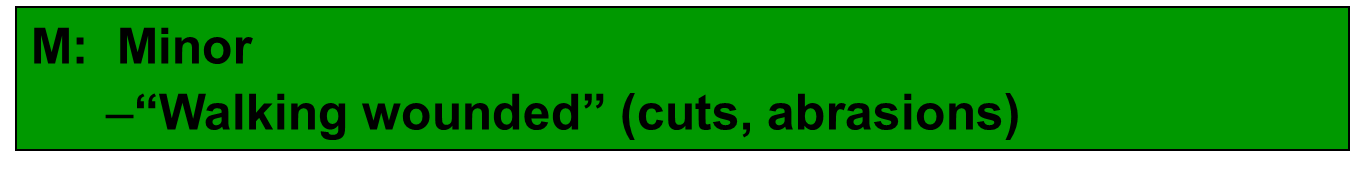 M:  Minor
–“Walking wounded” (cuts, abrasions)